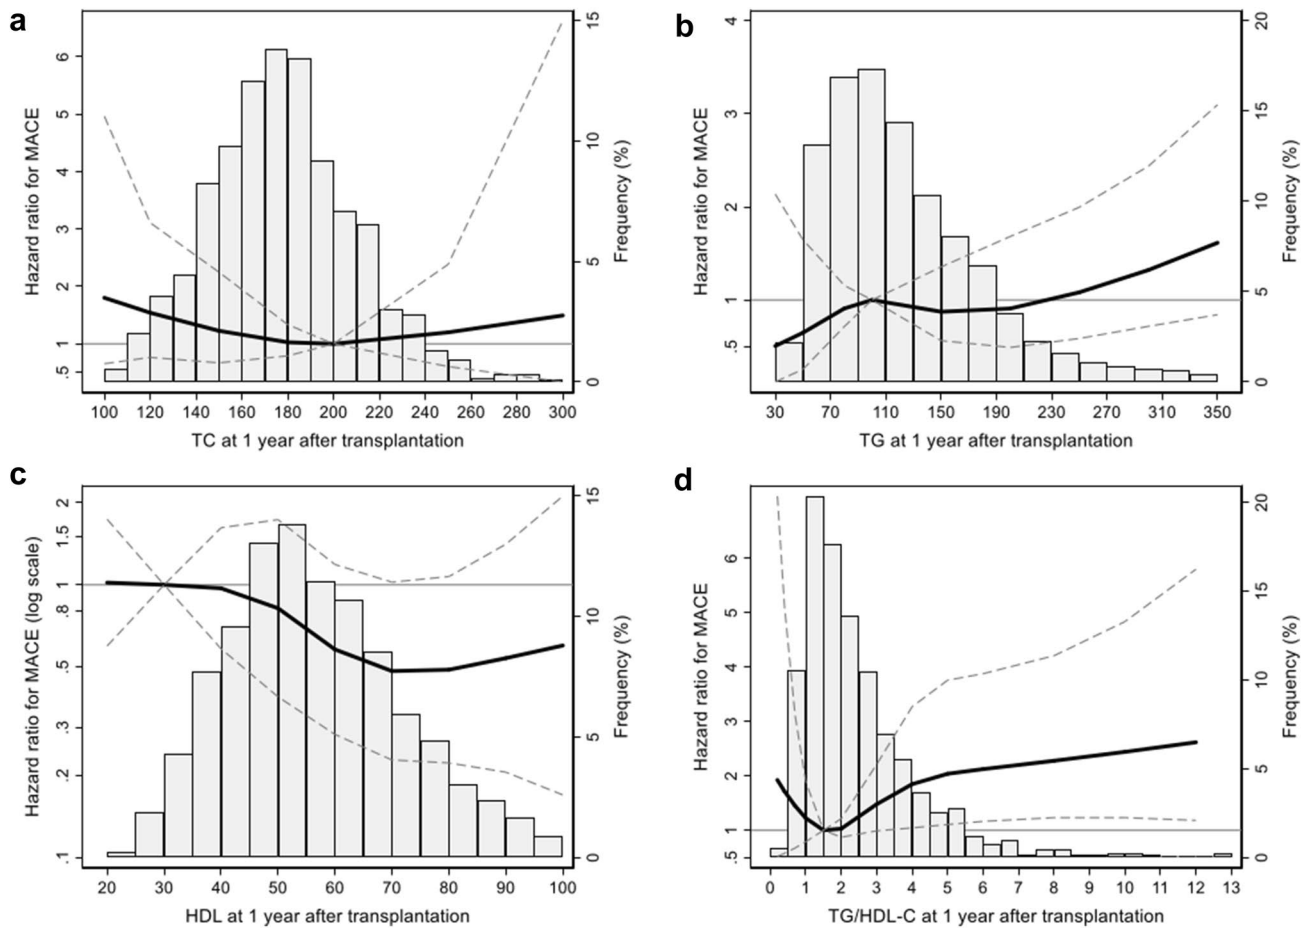 a
Hazard ratio for MACE
6
5
4
3
2
1
.5
15
10
5
0
Frequency (%)
100 120 140 160 180 200 220 240 260 280 300
TC at 1 year after transplantation
b
Hazard ratio for MACE
4
3
2
1
.5
20
15
10
5
0
Frequency (%)
30 70 110 150 190 230 270 310 350
TG at 1 year after transplantation
c
Hazard ratio for MACE (log scale)
2
1.5
1
.8
.5
.3
.2
.1
15
10
5
0
Frequency (%)
20 30 40 50 60 70 80 90 100
HDL at 1 year after transplantation
d
Hazard ratio for MACE
6
5
4
3
2
1
.5
20
15
10
5
0
Frequency (%)
0 1 2 3 4 5 6 7 8 9 10 11 12 13
TG/HDL-C at 1 year after transplantation